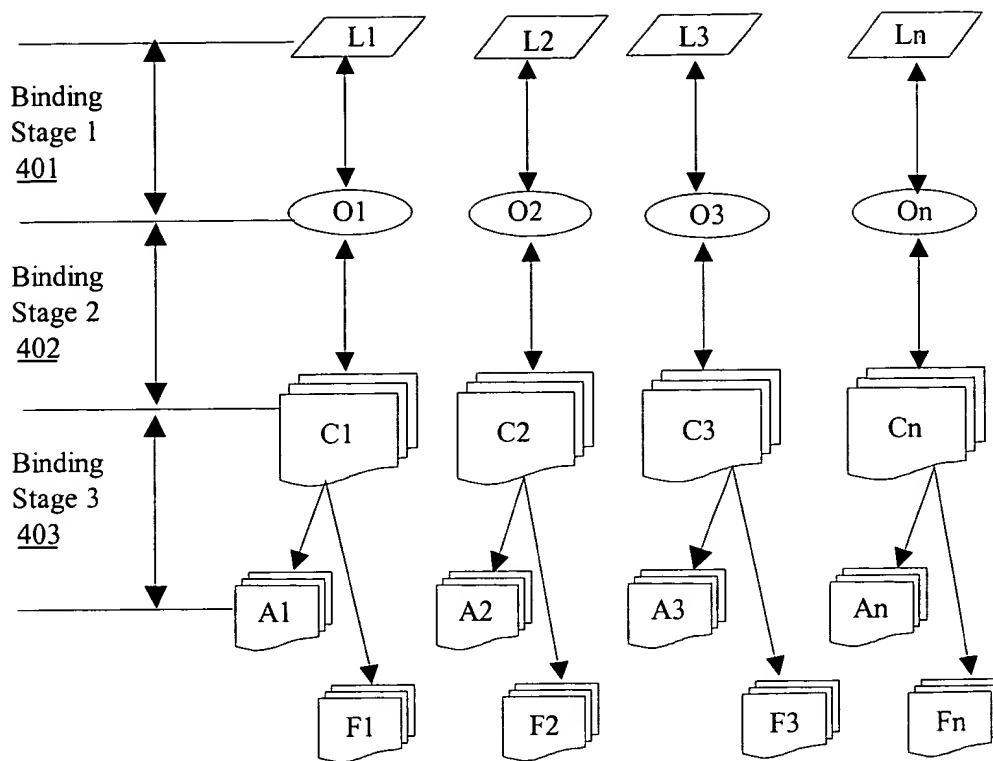 L1 L2 L3 Ln
Binding
Stage 1
401
O1 O2 O3 On
Binding
Stage 2
402
C1 C2 C3 Cn
Binding
Stage 3
403
A1 A2 A3 An
F1 F2 F3 Fn